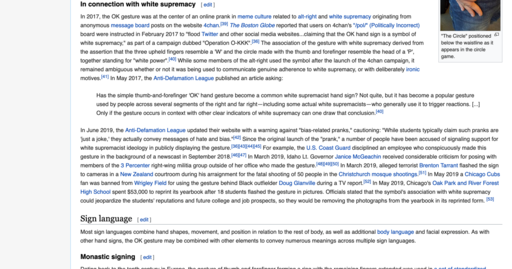 In connection with white supremacy [ edit ]
In 2017, the OK gesture was at the center of an online prank in meme culture related to alt-right and white supremacy originating from
anonymous message board posts on the website 4chan.[39] The Boston Globe reported that users on 4chan's "/pol/" (Politically Incorrect)
board were instructed in February 2017 to "flood Twitter and other social media websites...claiming that the OK hand sign is a symbol of
white supremacy," as part of a campaign dubbed "Operation O-KKK".[38] The association of the gesture with white supremacy derived from
the assertion that the three upheld fingers resemble a 'W' and the circle made with the thumb and forefinger resemble the head of a 'P',
together standing for "white power".[40] While some members of the alt-right used the symbol after the launch of the 4chan campaign, it
remained ambiguous whether or not it was being used to communicate genuine adherence to white supremacy, or with deliberately ironic
motives.[41] In May 2017, the Anti-Defamation League published an article asking:
Has the simple thumb-and-forefinger 'OK' hand gesture become a common white supremacist hand sign? Not quite, but it has become a popular gesture
used by people across several segments of the right and far right—including some actual white supremacists—who generally use it to trigger reactions. [...]
Only if the gesture occurs in context with other clear indicators of white supremacy can one draw that conclusion.[40]
In June 2019, the Anti-Defamation League updated their website with a warning against "bias-related pranks," cautioning: "While students typically claim such pranks are
'just a joke,' they actually convey messages of hate and bias."[42] Since the original launch of the "prank," a number of people have been accused of signaling support for
white supremacist ideology in publicly displaying the gesture.[38][43][44][45] For example, the U.S. Coast Guard disciplined an employee who conspicuously made this
gesture in the background of a newscast in September 2018.[46][47] In March 2019, Idaho Lt. Governor Janice McGeachin received considerable criticism for posing with
members of the 3 Percenter right-wing militia group outside of her office who made the gesture.[48][49][50] In March 2019, alleged terrorist Brenton Tarrant flashed the sign
to cameras in a New Zealand courtroom during his arraignment for the fatal shooting of 50 people in the Christchurch mosque shootings.[51] In May 2019 a Chicago Cubs
fan was banned from Wrigley Field for using the gesture behind Black outfielder Doug Glanville during a TV report.[52] In May 2019, Chicago's Oak Park and River Forest
High School spent $53,000 to reprint its yearbook after 18 students flashed the gesture in pictures. Officials stated that the symbol's association with white supremacy
could jeopardize the students' reputations and future college and job prospects, so they would be removing the photographs from the yearbook in its reprinted form. [53]
Sign language [ edit ]
Most sign languages combine hand shapes, movement, and position in relation to the rest of body, as well as additional body language and facial expression. As with
other hand signs, the OK gesture may be combined with other elements to convey numerous meanings across multiple sign languages.
Monastic signing [ edit ]
"The Circle" positioned
below the waistline as it
appears in the circle
game.